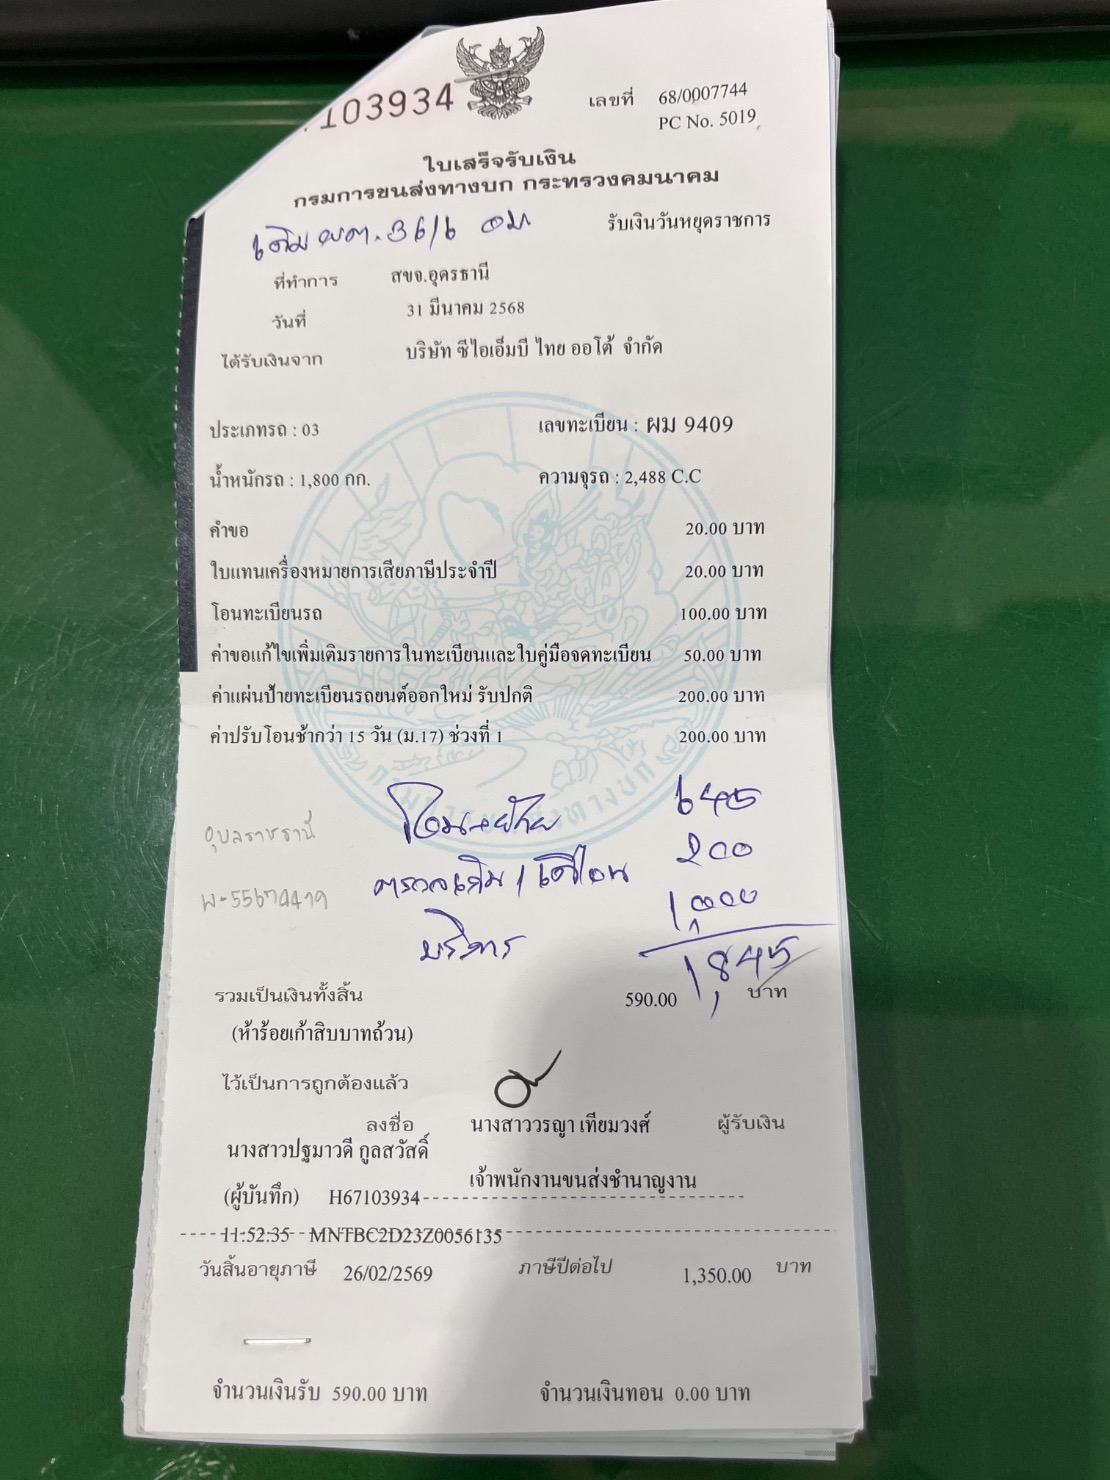 103934
เลขที่ 68/0007744
PC No. 5019
ใบเสร็จรับเงิน
กรมการขนส่งทางบก กระทรวงคมนาคม
เดิม 36/6 อม.
รับเงินวันหยุดราชการ
ที่ทำการ สขจ.อุดรธานี
วันที่ 31 มีนาคม 2568
ได้รับเงินจาก บริษัท ซีไอเอ็มบี ไทย ออโต้ จำกัด
ประเภทรถ : 03 เลขทะเบียน : ผม 9409
น้ำหนักรถ : 1,800 กก. ความจุรถ : 2,488 C.C
คำขอ 20.00 บาท
ใบแทนเครื่องหมายการเสียภาษีประจำปี 20.00 บาท
โอนทะเบียนรถ 100.00 บาท
ค่าขอแก้ไขเพิ่มเติมรายการในทะเบียนและใบคู่มือจดทะเบียน 50.00 บาท
ค่าแผ่นป้ายทะเบียนรถยนต์ออกใหม่ รับปกติ 200.00 บาท
ค่าปรับโอนช้ากว่า 15 วัน (ม.17) ช่วงที่ 1 200.00 บาท
โอน+ย้าย 645
อุบลราชธานี
200
1,000
บริการ
1,845
รวมเป็นเงินทั้งสิ้น 590.00 บาท
(ห้าร้อยเก้าสิบบาทถ้วน)
ไว้เป็นการถูกต้องแล้ว
ลงชื่อ นางสาววรญา เทียมวงศ์ ผู้รับเงิน
นางสาวปฐมาวดี กูลสวัสดิ์
เจ้าพนักงานขนส่งชำนาญงาน
(ผู้บันทึก) H67103934
11:52:35 MNTBC2D23Z0056135
วันสิ้นอายุภาษี 26/02/2569 ภาษีปีต่อไป 1,350.00 บาท
จำนวนเงินรับ 590.00 บาท จำนวนเงินทอน 0.00 บาท